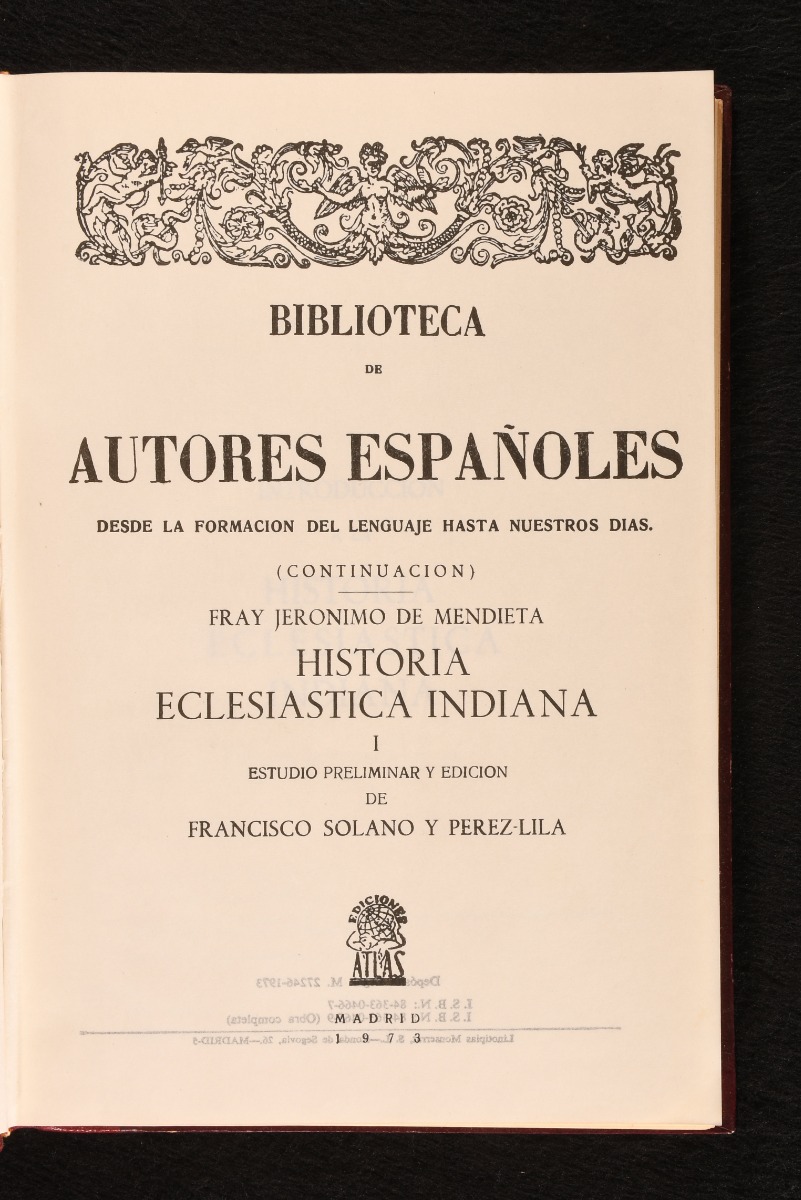 BIBLIOTECA
DE
AUTORES ESPAÑOLES
DESDE LA FORMACION DEL LENGUAJE HASTA NUESTROS DIAS.
(CONTINUACION)
FRAY JERONIMO DE MENDIETA
HISTORIA
ECLESIASTICA INDIANA
I
ESTUDIO PRELIMINAR Y EDICION
DE
FRANCISCO SOLANO Y PEREZ-LILA
EDICIONES
ATLAS
MADRID
1973